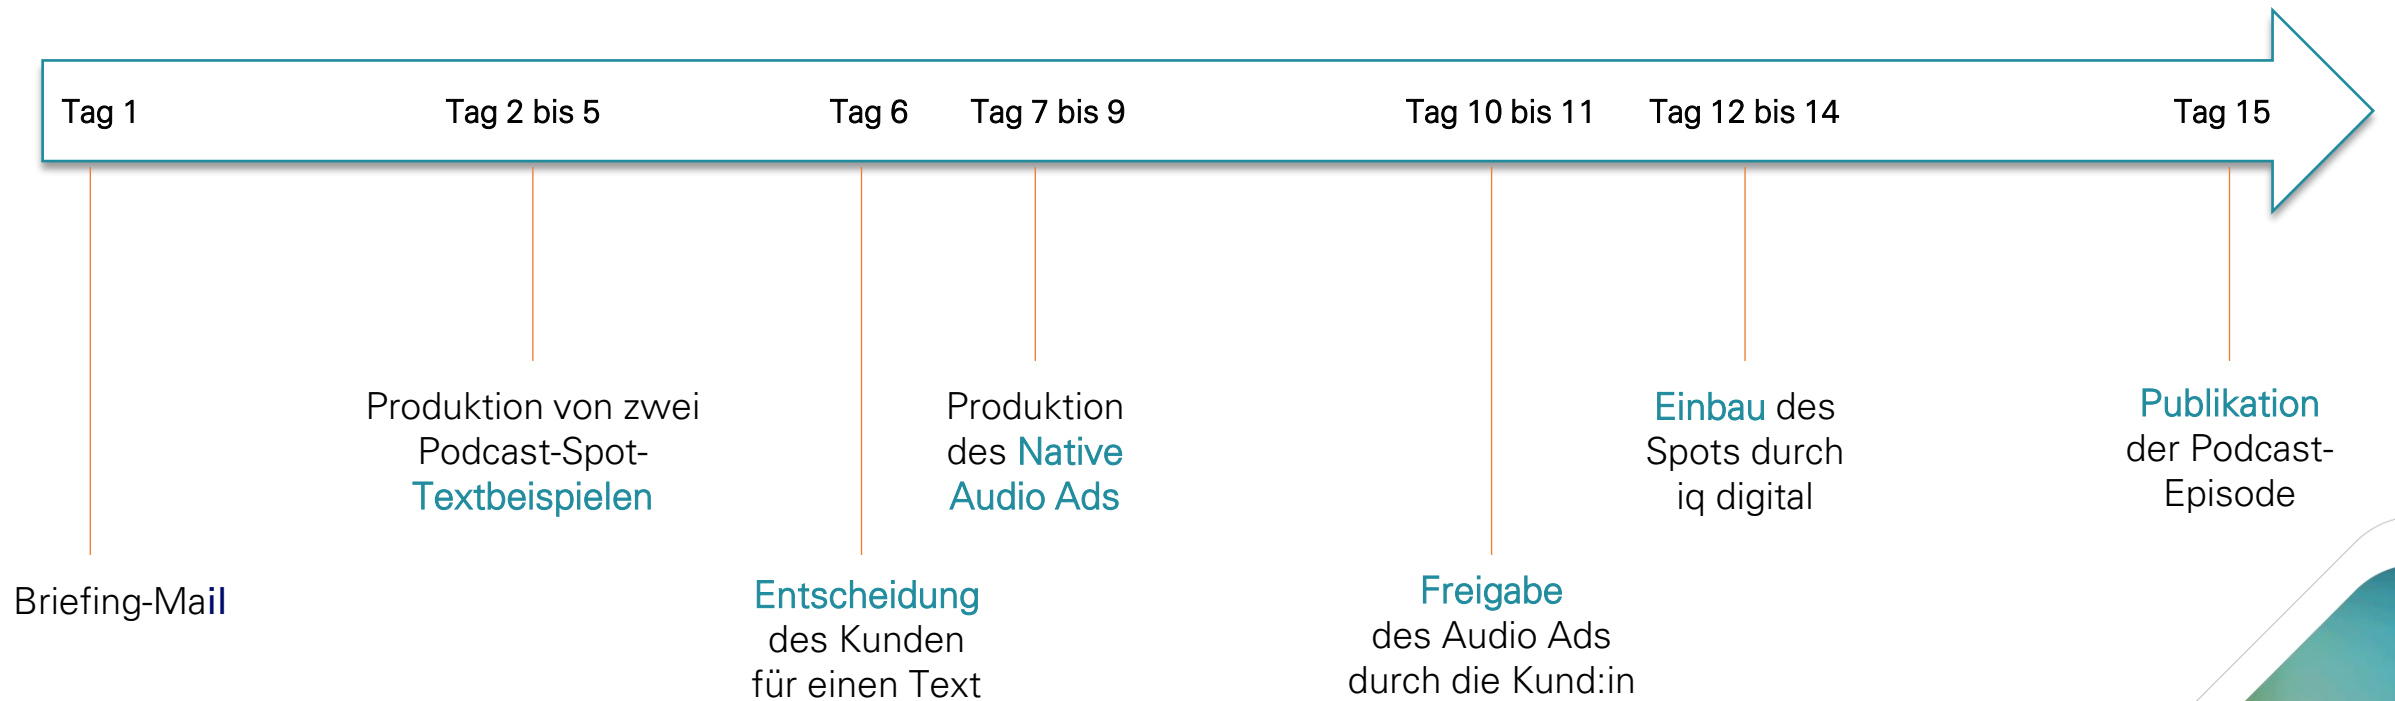 Tag 1
Tag 2 bis 5
Tag 6
Tag 7 bis 9
Tag 10 bis 11
Tag 12 bis 14
Tag 15
Briefing-Mail
Produktion von zwei
Podcast-Spot-
Textbeispielen
Entscheidung
des Kunden
für einen Text
Produktion
des Native
Audio Ads
Freigabe
des Audio Ads
durch die Kund:in
Einbau des
Spots durch
iq digital
Publikation
der Podcast-
Episode